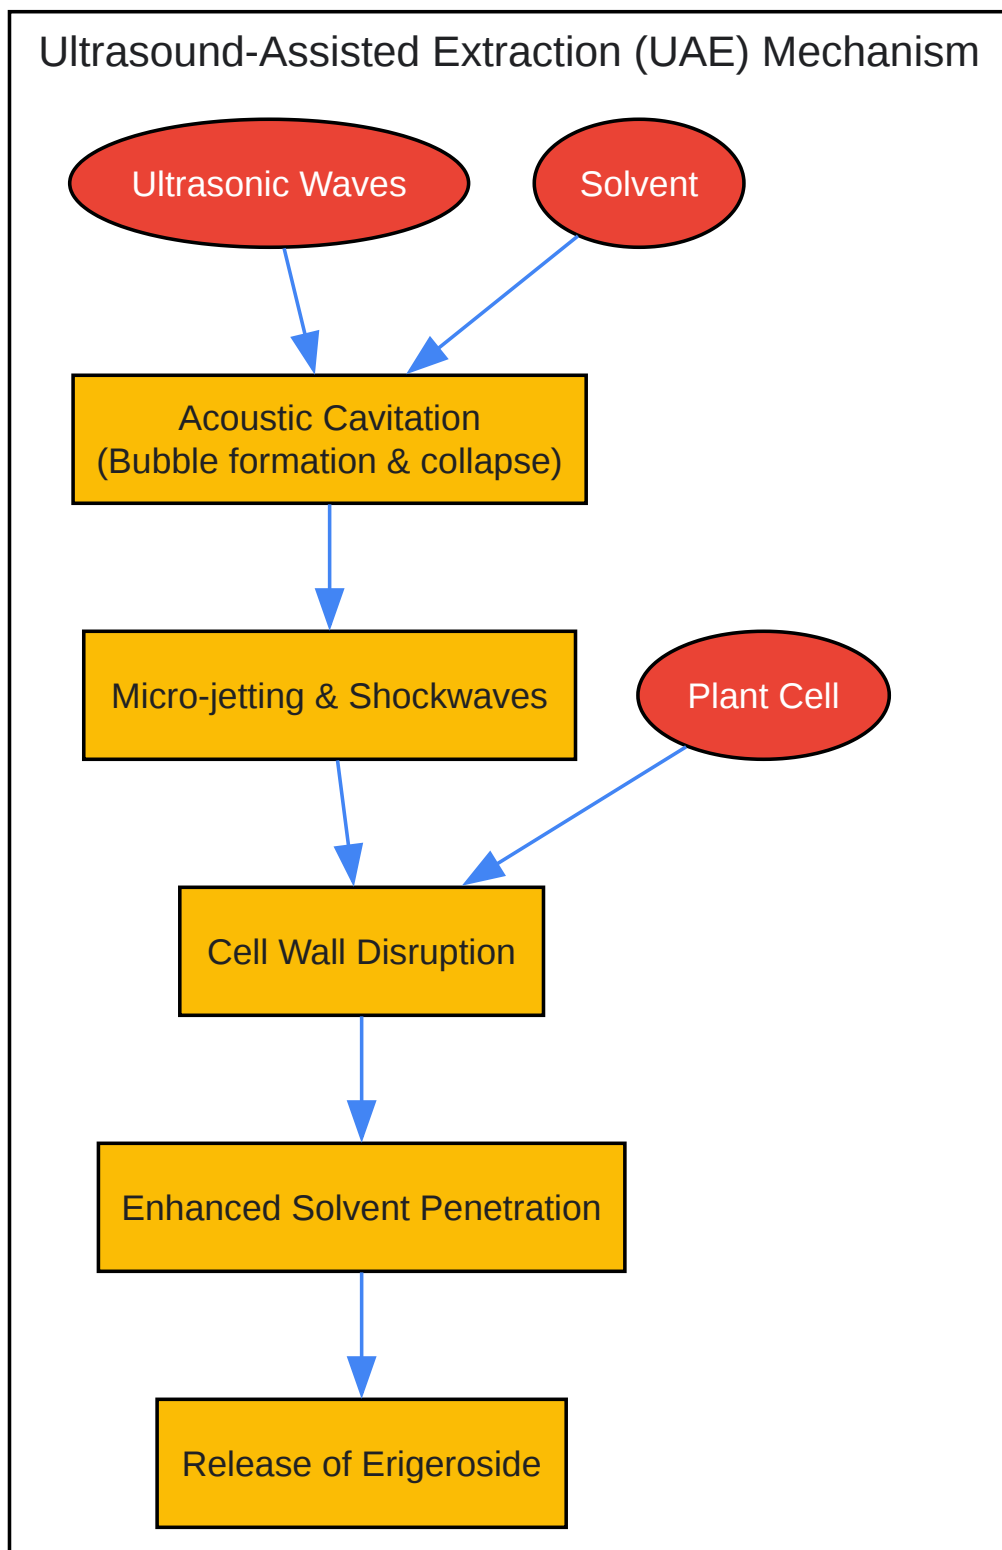 Ultrasound-Assisted Extraction (UAE) Mechanism
Ultrasonic Waves
Solvent
Acoustic Cavitation
(Bubble formation & collapse)
Micro-jetting & Shockwaves
Plant Cell
Cell Wall Disruption
Enhanced Solvent Penetration
Release of Erigeroside